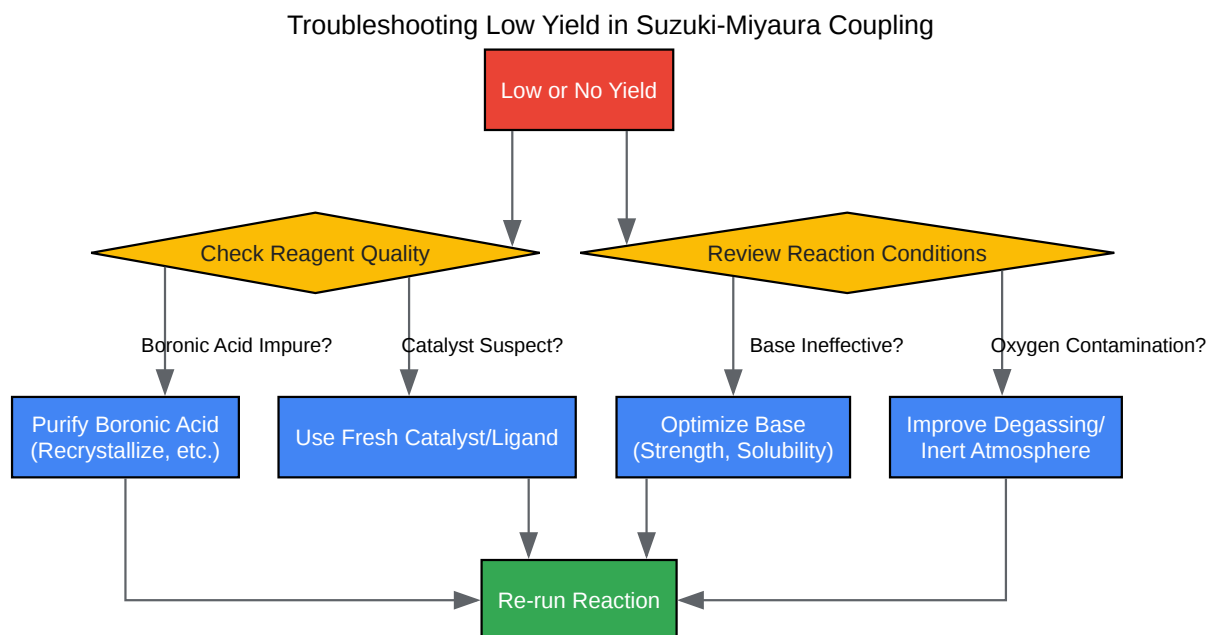 Troubleshooting Low Yield in Suzuki-Miyaura Coupling
Low or No Yield
Check Reagent Quality
Review Reaction Conditions
Boronic Acid Impure?
Catalyst Suspect?
Base Ineffective?
Oxygen Contamination?
Purify Boronic Acid
(Recrystallize, etc.)
Use Fresh Catalyst/Ligand
Optimize Base
(Strength, Solubility)
Improve Degassing/
Inert Atmosphere
Re-run Reaction